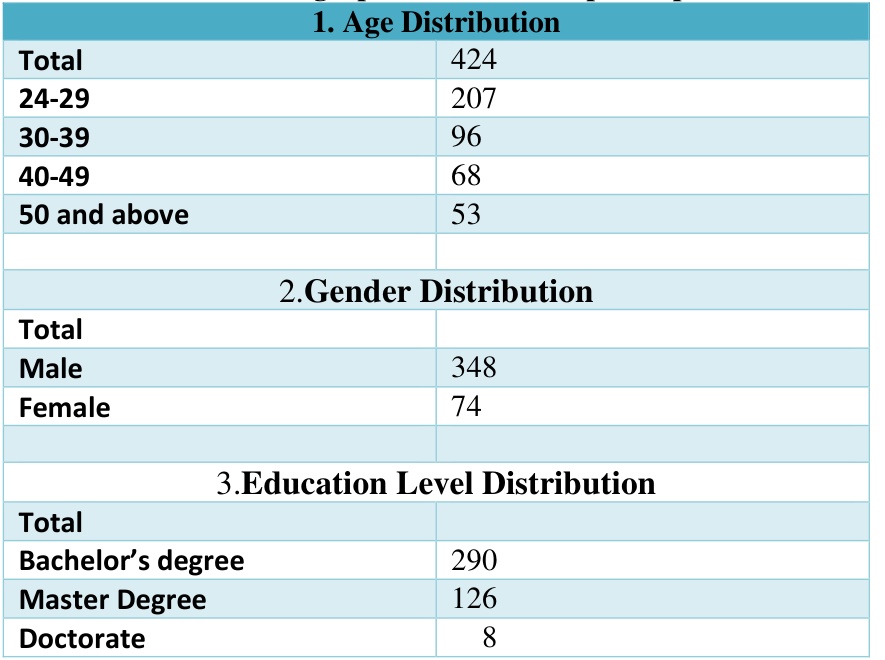 1. Age Distribution
Total 424
24-29 207
30-39 96
40-49 68
50 and above 53
2.Gender Distribution
Total
Male 348
Female 74
3.Education Level Distribution
Total
Bachelor’s degree 290
Master Degree 126
Doctorate 8